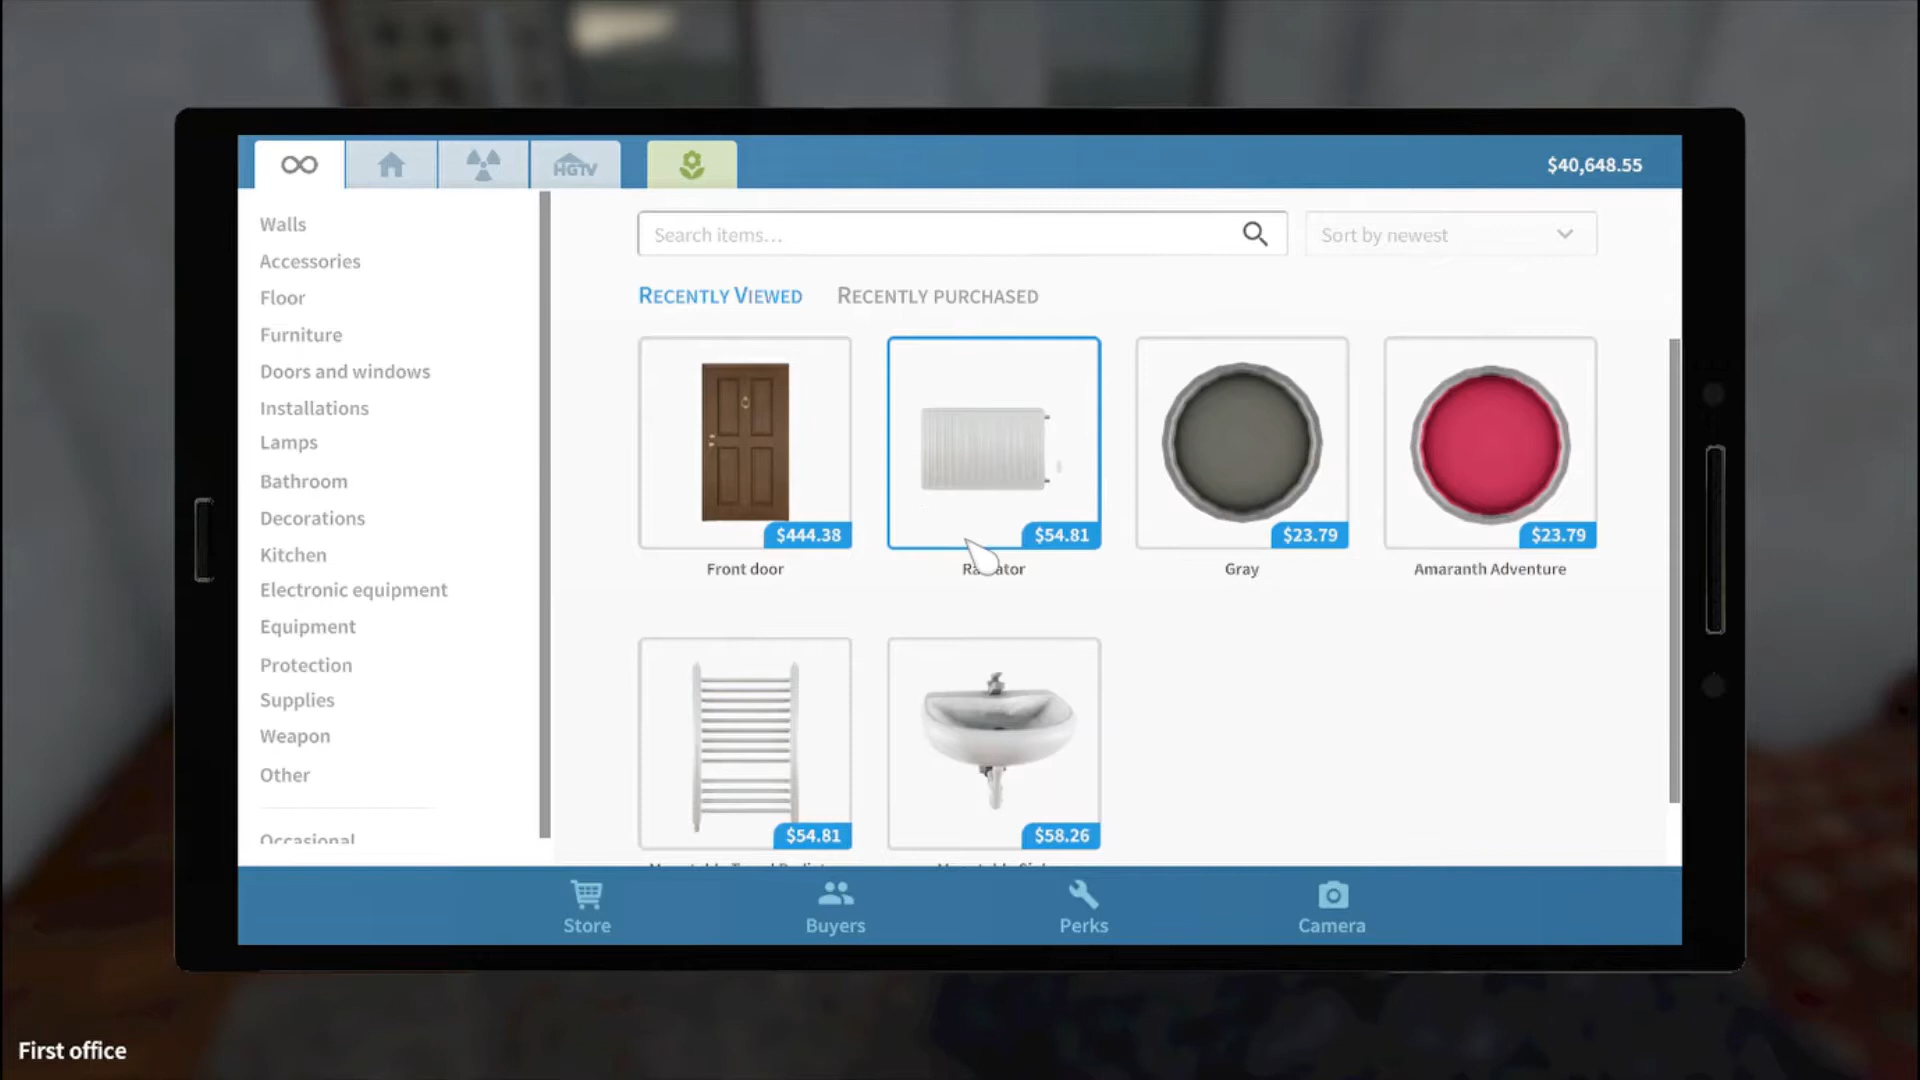 HGTV
$40,648.55
Walls
Accessories
Floor
Furniture
Doors and windows
Installations
Lamps
Bathroom
Decorations
Kitchen
Electronic equipment
Equipment
Protection
Supplies
Weapon
Other
Occasional
Search items...
Sort by newest
RECENTLY VIEWED
RECENTLY PURCHASED
$444.38
$54.81
$23.79
$23.79
Front door
Radiator
Gray
Amaranth Adventure
$54.81
$58.26
Store
Buyers
Perks
Camera
First office